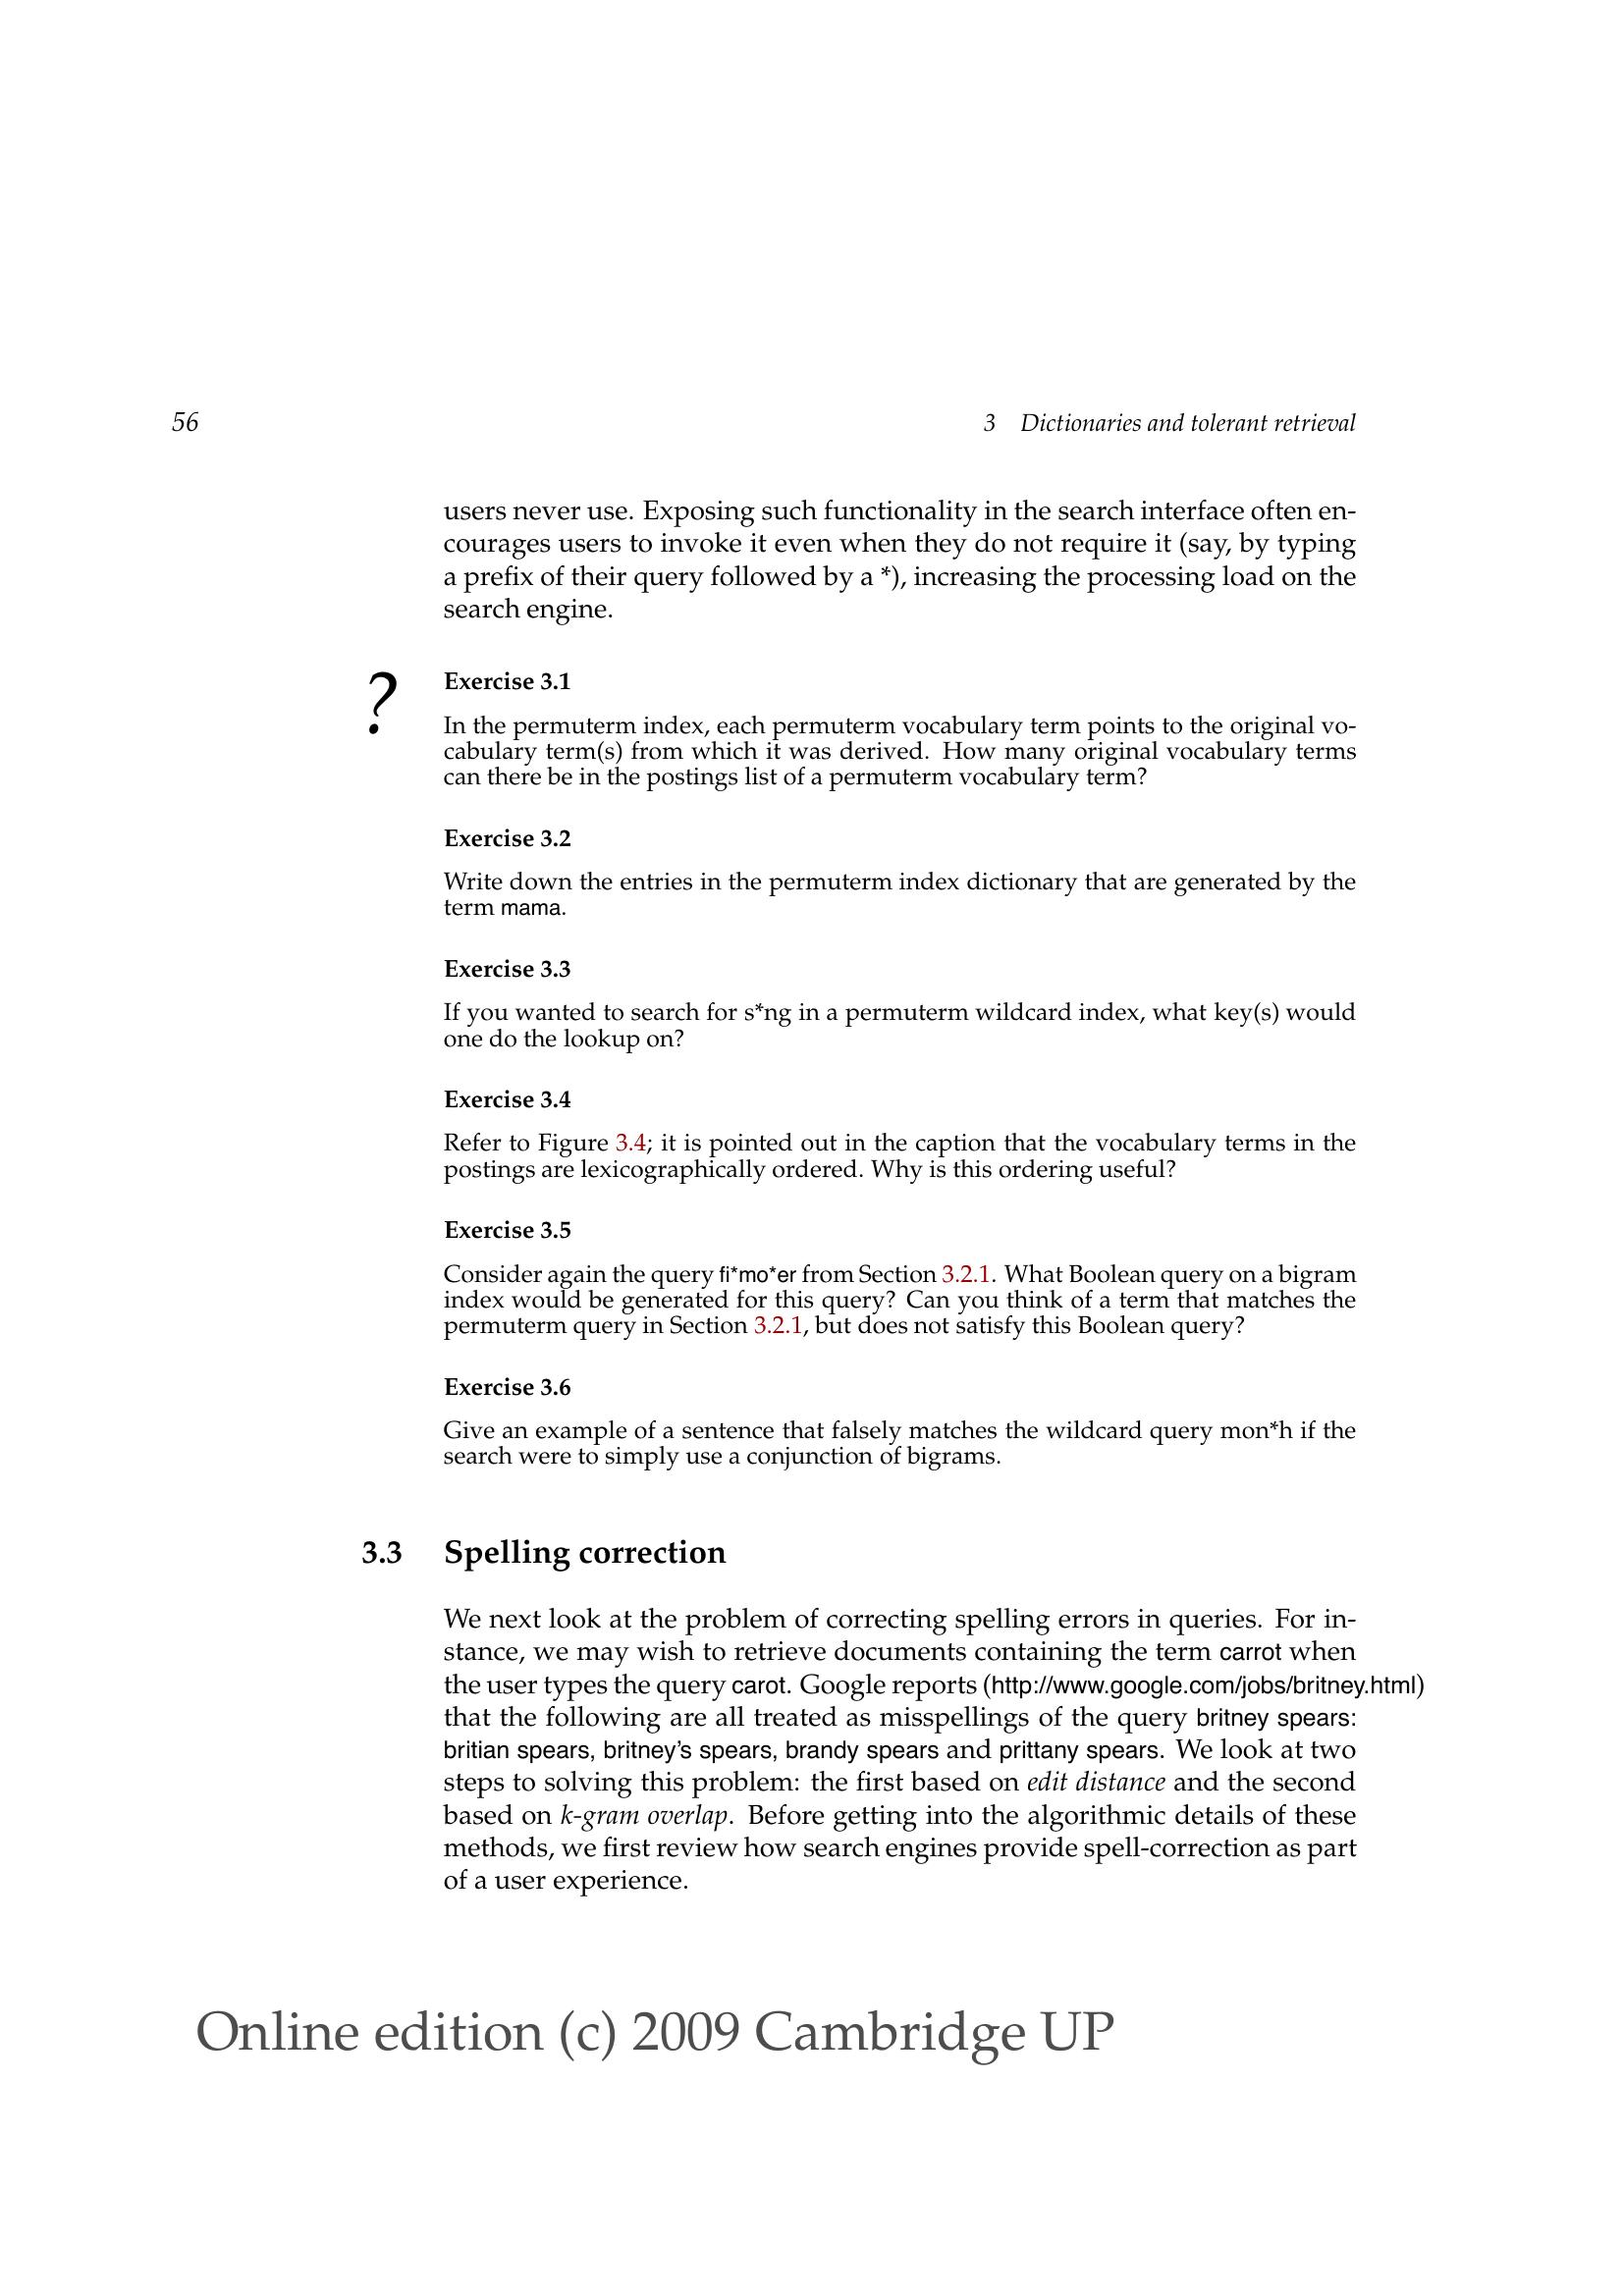 56
3 Dictionaries and tolerant retrieval
users never use. Exposing such functionality in the search interface often en-
courages users to invoke it even when they do not require it (say, by typing
a prefix of their query followed by a *), increasing the processing load on the
search engine.
?
Exercise 3.1
In the permuterm index, each permuterm vocabulary term points to the original vo-
cabulary term(s) from which it was derived. How many original vocabulary terms
can there be in the postings list of a permuterm vocabulary term?
Exercise 3.2
Write down the entries in the permuterm index dictionary that are generated by the
term mama.
Exercise 3.3
If you wanted to search for s*ng in a permuterm wildcard index, what key(s) would
one do the lookup on?
Exercise 3.4
Refer to Figure 3.4; it is pointed out in the caption that the vocabulary terms in the
postings are lexicographically ordered. Why is this ordering useful?
Exercise 3.5
Consider again the query fi*mo*er from Section 3.2.1. What Boolean query on a bigram
index would be generated for this query? Can you think of a term that matches the
permuterm query in Section 3.2.1, but does not satisfy this Boolean query?
Exercise 3.6
Give an example of a sentence that falsely matches the wildcard query mon*h if the
search were to simply use a conjunction of bigrams.
3.3 Spelling correction
We next look at the problem of correcting spelling errors in queries. For in-
stance, we may wish to retrieve documents containing the term carrot when
the user types the query carot. Google reports (http://www.google.com/jobs/britney.html)
that the following are all treated as misspellings of the query britney spears:
britian spears, britney's spears, brandy spears and prittany spears. We look at two
steps to solving this problem: the first based on edit distance and the second
based on k-gram overlap. Before getting into the algorithmic details of these
methods, we first review how search engines provide spell-correction as part
of a user experience.
Online edition (c) 2009 Cambridge UP